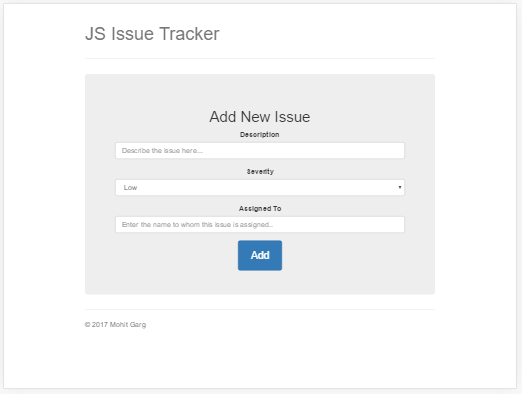 JS Issue Tracker
Add New Issue
Description
Describe the issue here...
Severity
Low
Assigned To
Enter the name to whom this issue is assigned...
Add
© 2017 Mohit Garg